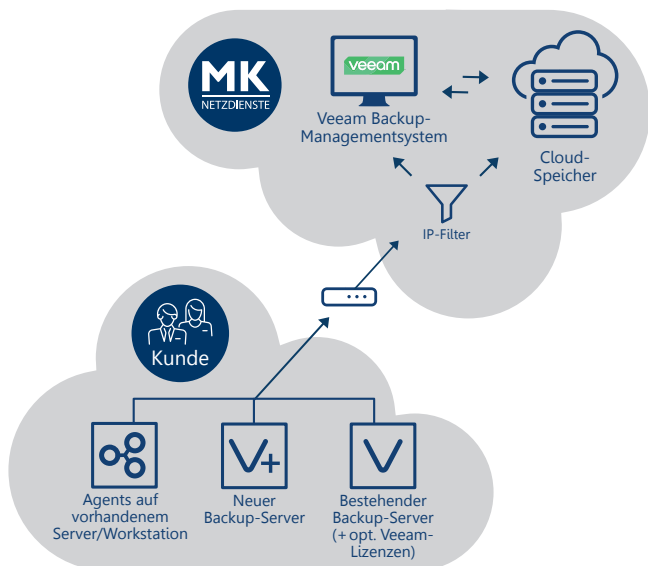 MK
NETZDIENSTE
veeam
Veeam Backup-
Managementsystem
Cloud-
Speicher
IP-Filter
Kunde
Agents auf
vorhandenem
Server/Workstation
Neuer
Backup-Server
Bestehender
Backup-Server
(+ opt. Veeam-
Lizenzen)